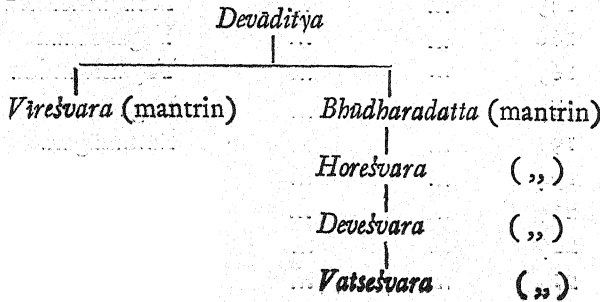 Devāditya
Vīreśvara (mantrin) Bhūdharadatta (mantrin)
Horeśvara („)
Deveśvara („)
Vatseśvara („)